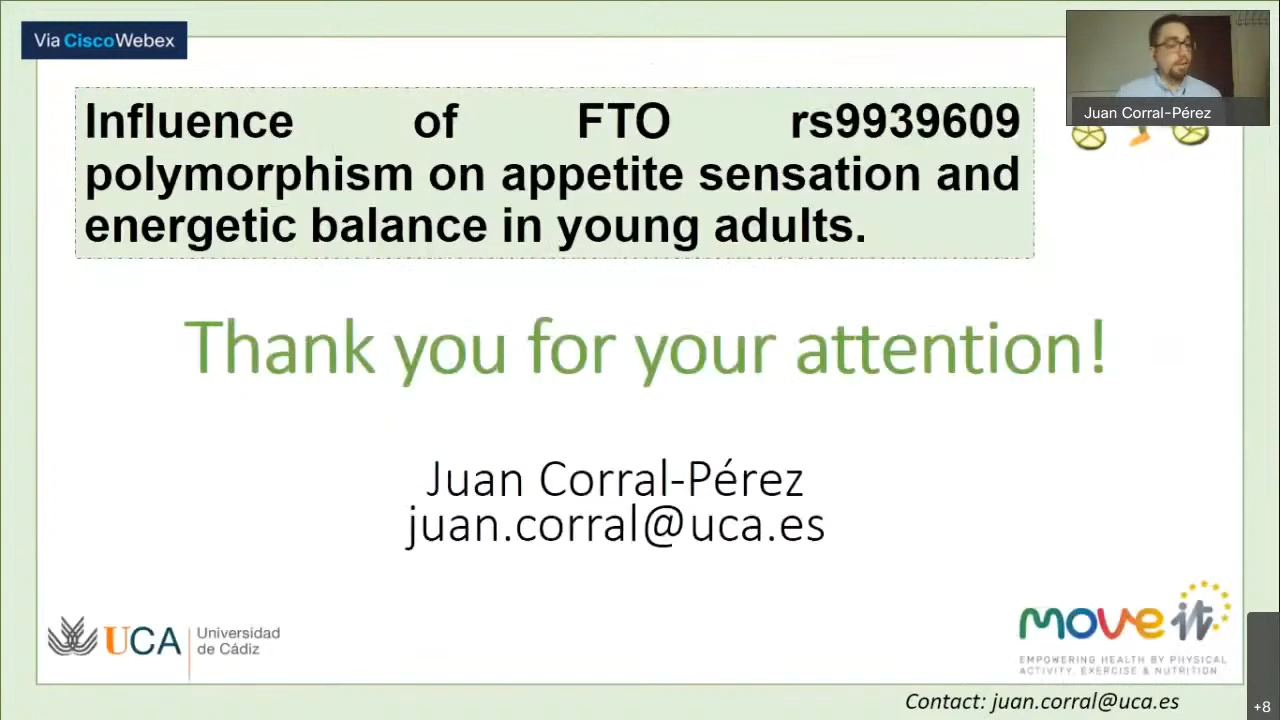 Via CiscoWebex
Juan Corral-Pérez
Influence of FTO rs9939609
polymorphism on appetite sensation and
energetic balance in young adults.
Thank you for your attention!
Juan Corral-Pérez
juan.corral@uca.es
UCA
Universidad
de Cádiz
move it
EMPOWERING HEALTH BY PHYSICAL
ACTIVITY, EXERCISE & NUTRITION
Contact: juan.corral@uca.es
+8